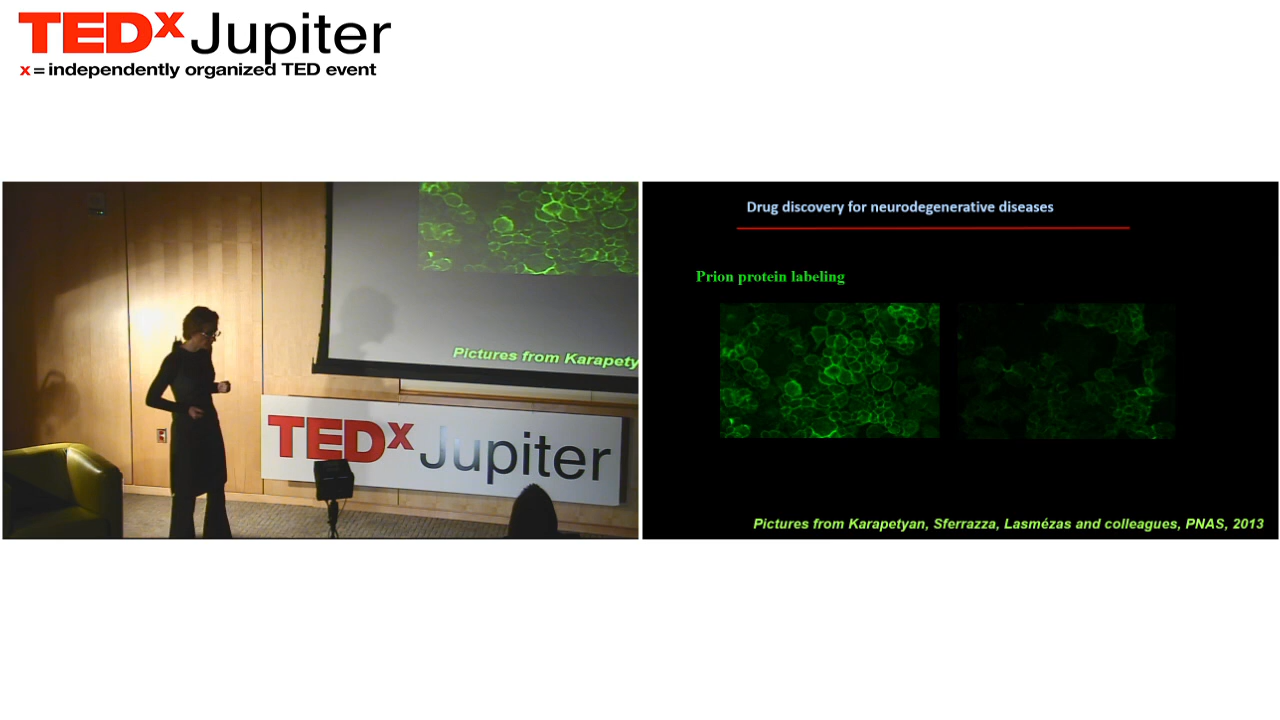 TEDx Jupiter
x = independently organized TED event
Pictures from Karapety
TEDx Jupiter
Drug discovery for neurodegenerative diseases
Prion protein labeling
Pictures from Karapetyan, Sferrazza, Lasmézas and colleagues, PNAS, 2013